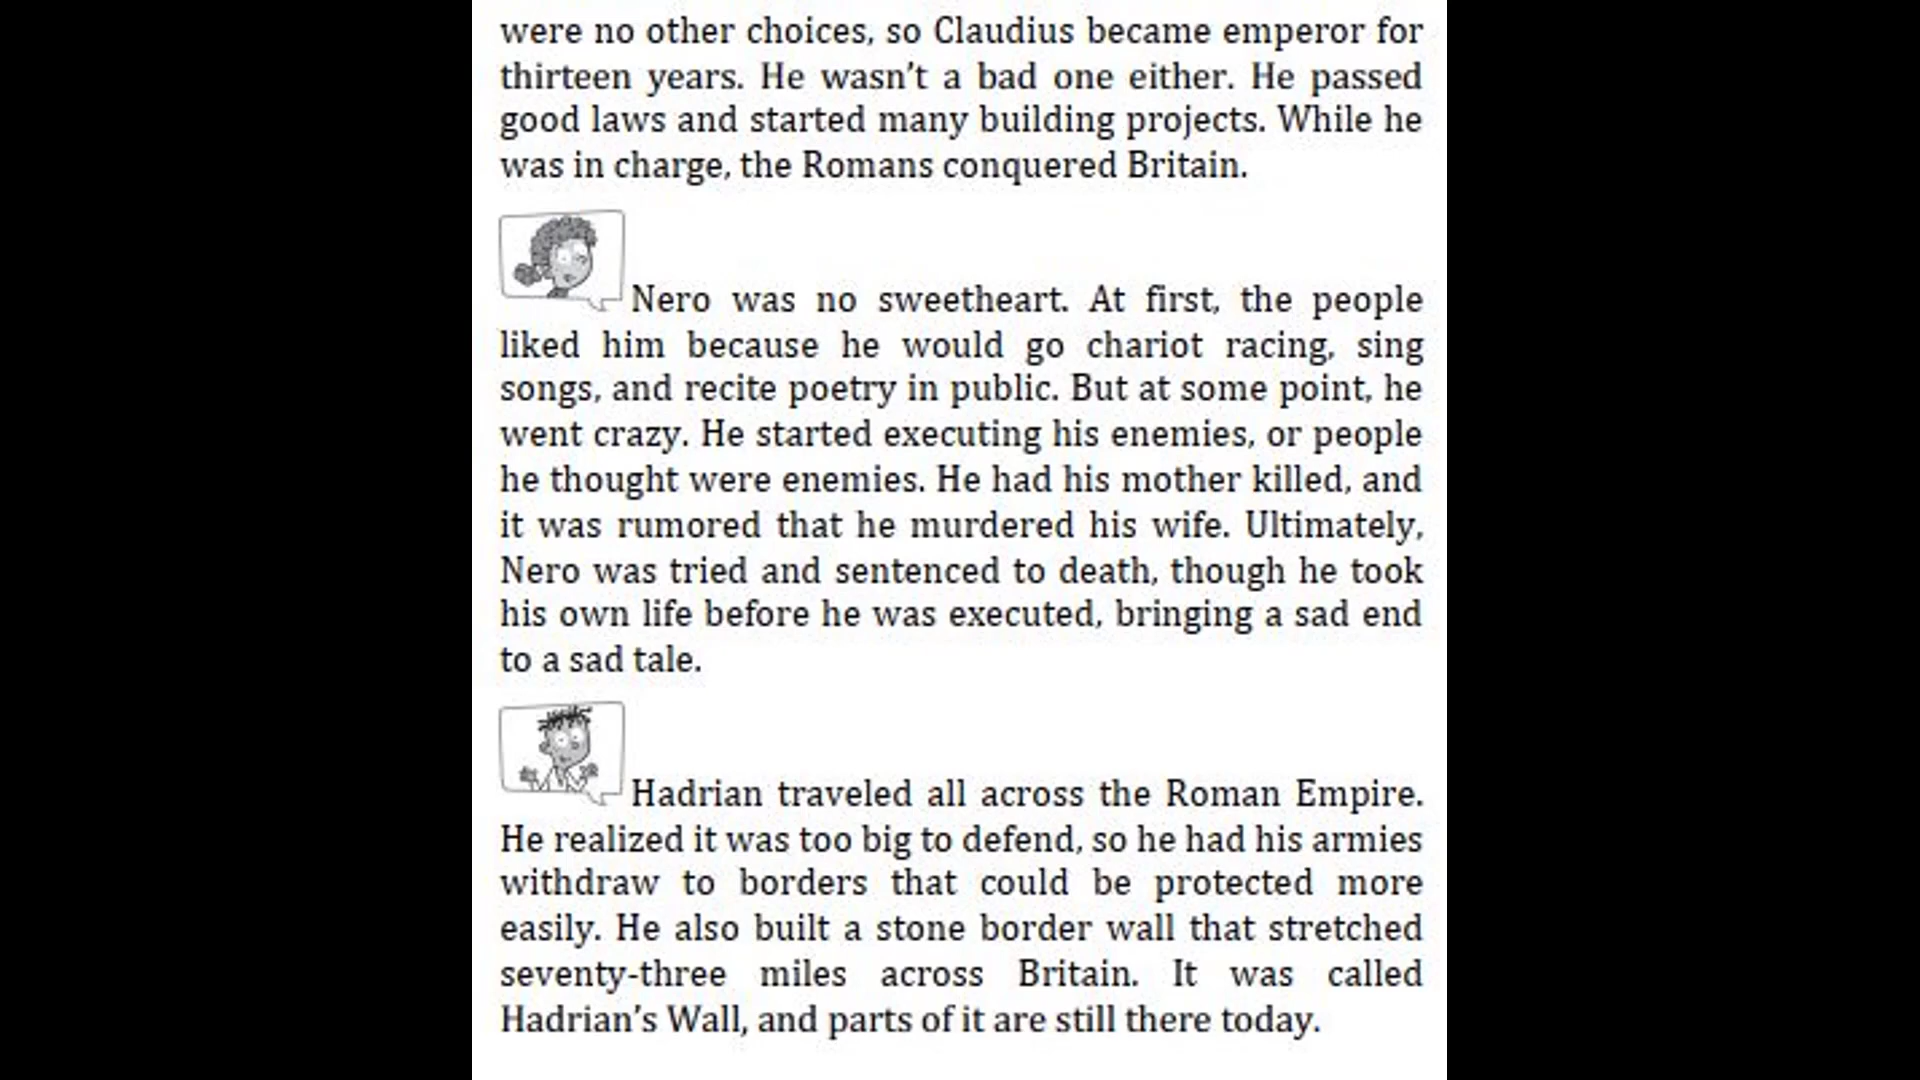 were no other choices, so Claudius became emperor for
thirteen years. He wasn’t a bad one either. He passed
good laws and started many building projects. While he
was in charge, the Romans conquered Britain.
Nero was no sweetheart. At first, the people
liked him because he would go chariot racing, sing
songs, and recite poetry in public. But at some point, he
went crazy. He started executing his enemies, or people
he thought were enemies. He had his mother killed, and
it was rumored that he murdered his wife. Ultimately,
Nero was tried and sentenced to death, though he took
his own life before he was executed, bringing a sad end
to a sad tale.
Hadrian traveled all across the Roman Empire.
He realized it was too big to defend, so he had his armies
withdraw to borders that could be protected more
easily. He also built a stone border wall that stretched
seventy-three miles across Britain. It was called
Hadrian’s Wall, and parts of it are still there today.